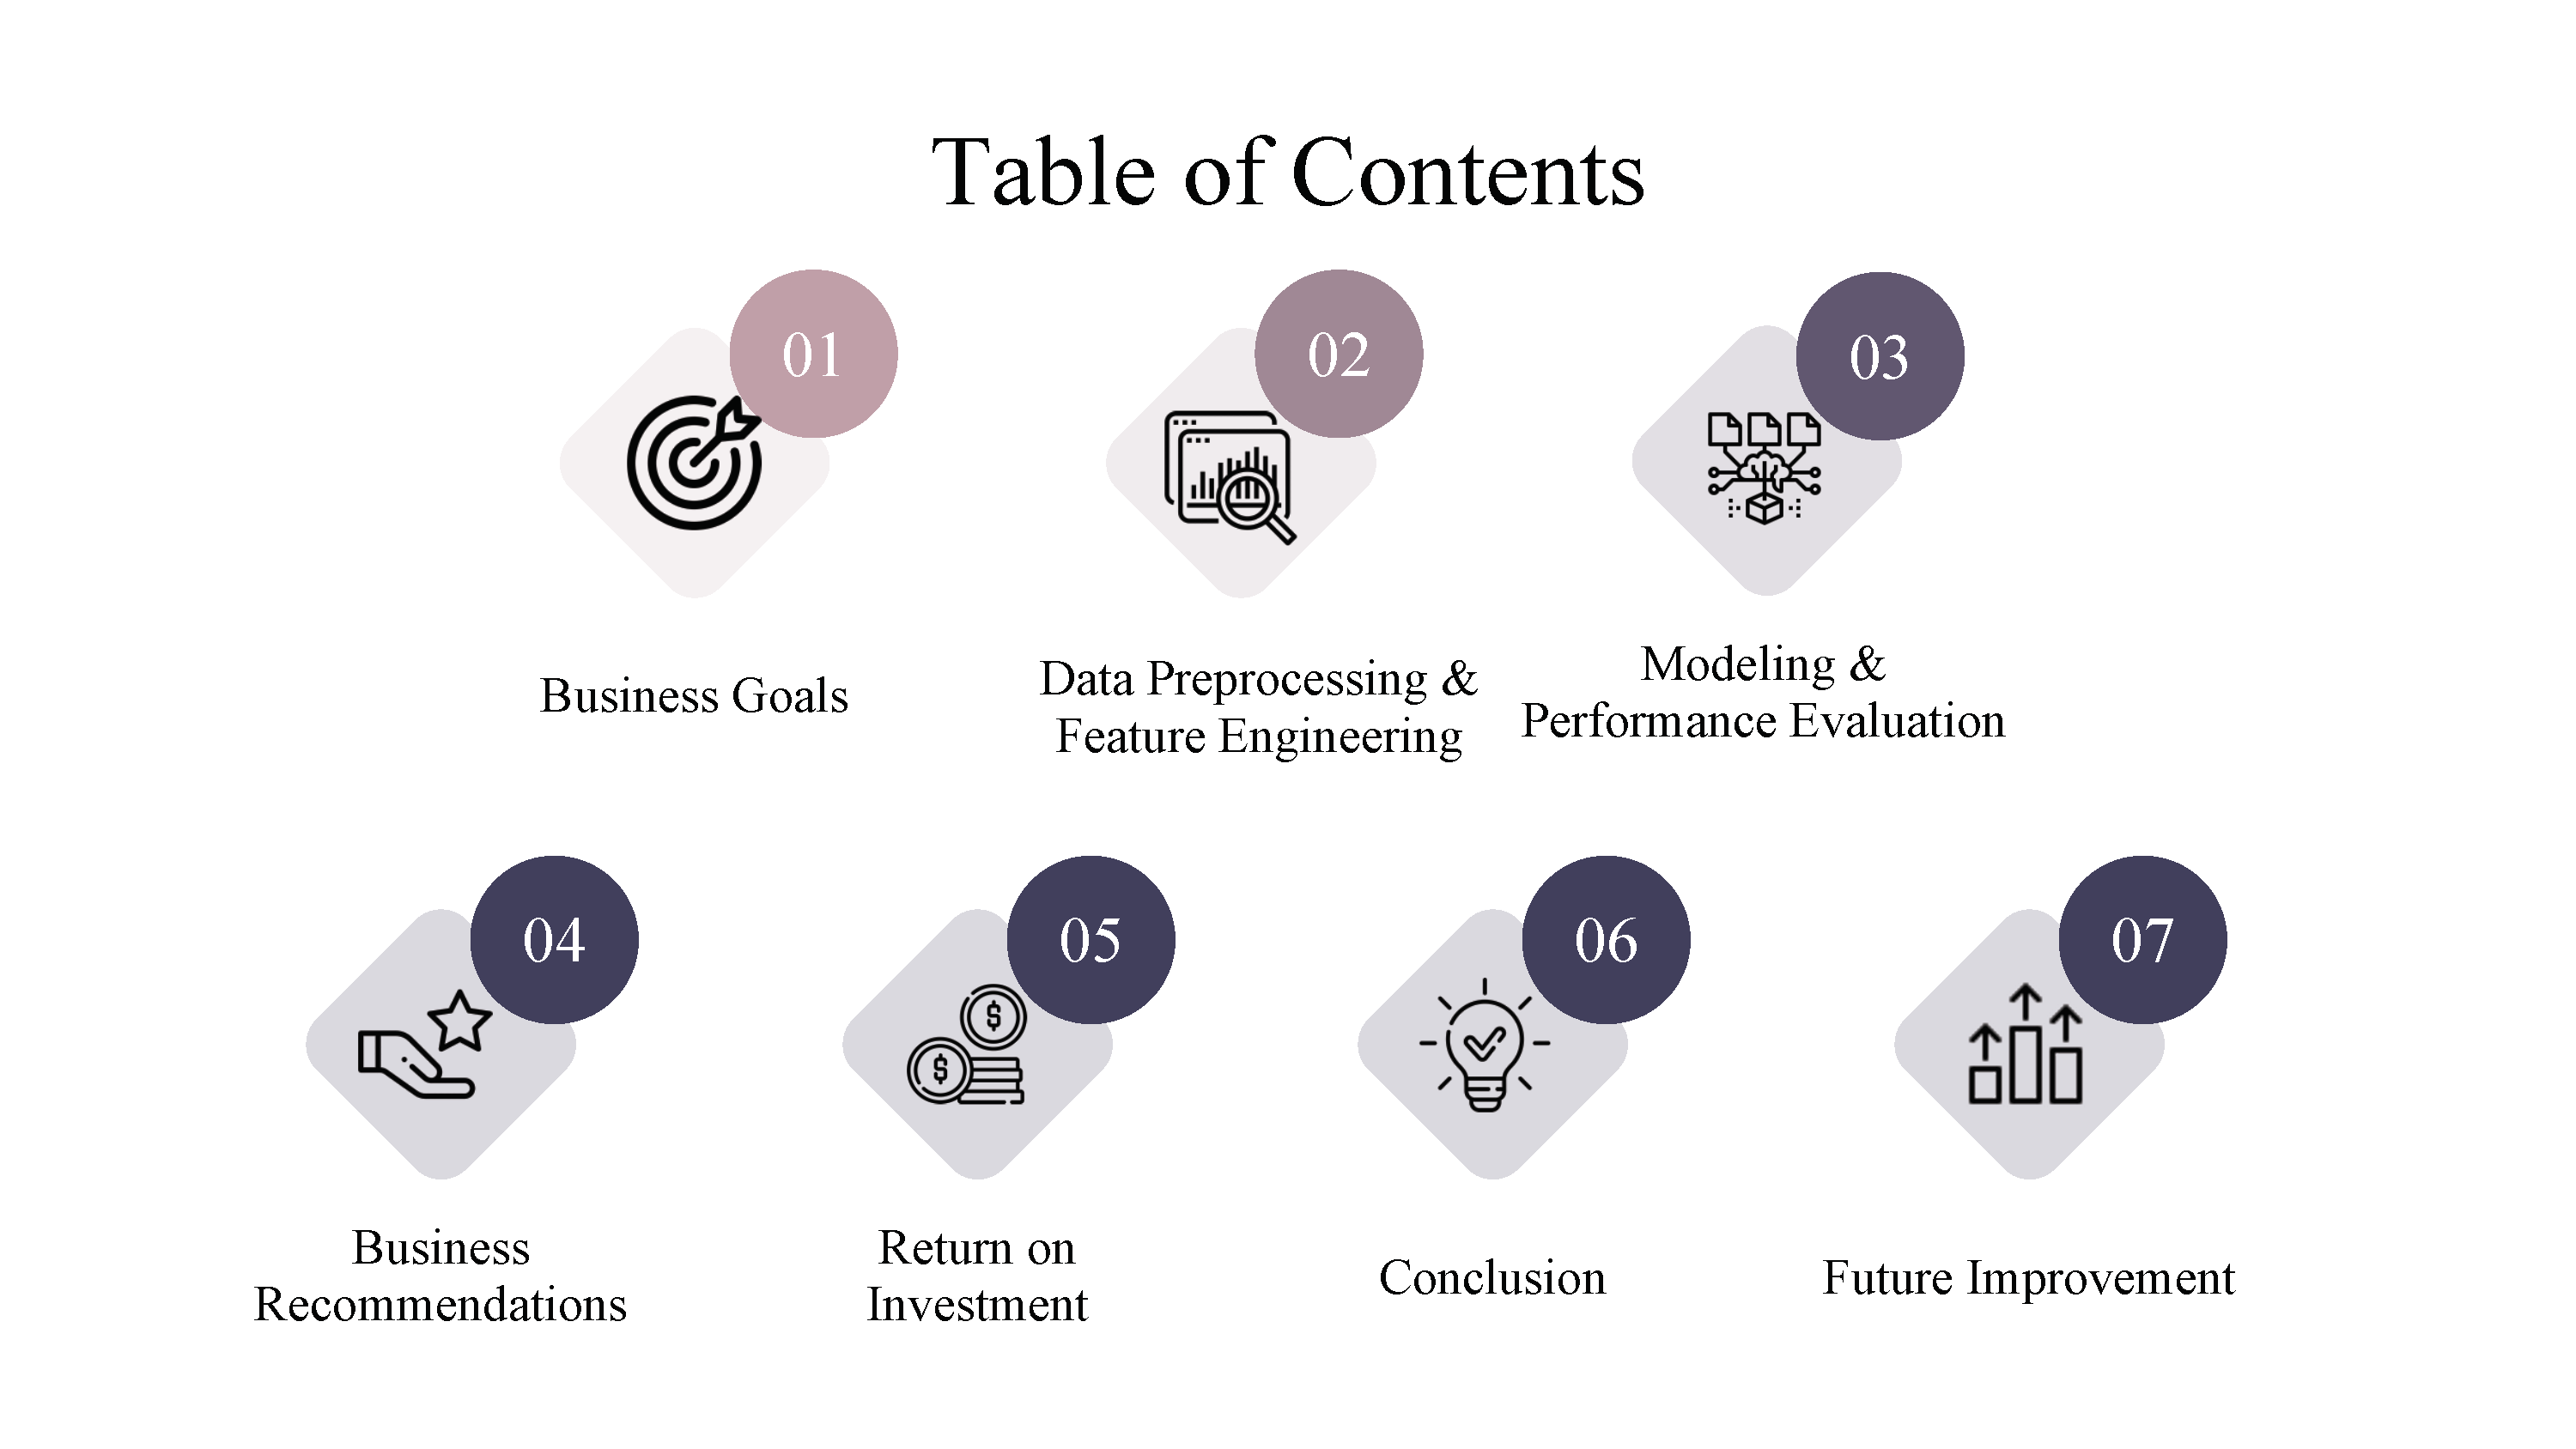 Table of Contents
01
Business Goals
02
Data Preprocessing &
Feature Engineering
03
Modeling &
Performance Evaluation
04
Business
Recommendations
05
Return on
Investment
06
Conclusion
07
Future Improvement